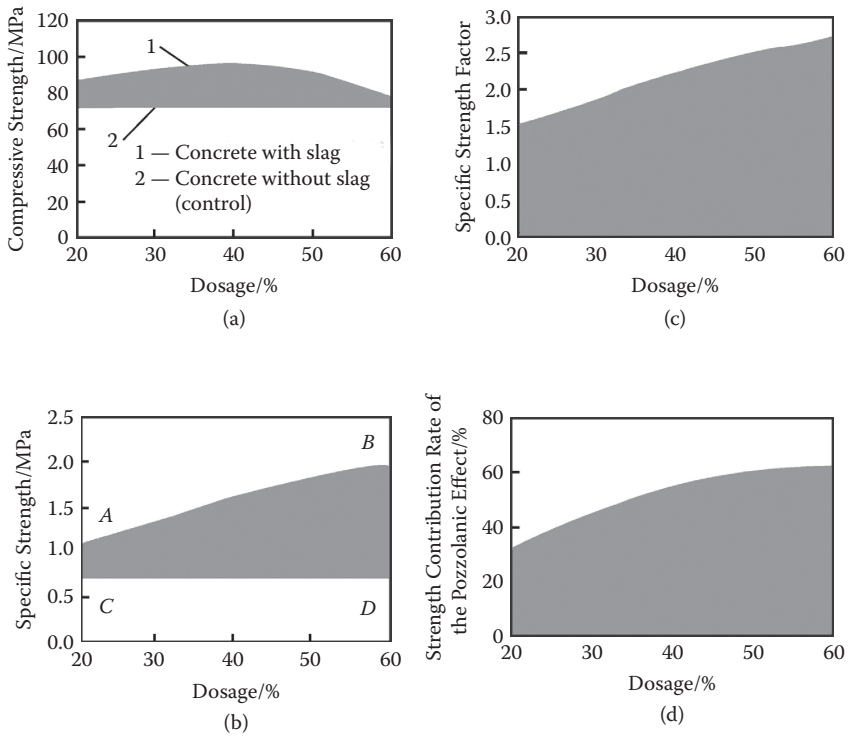 Compressive Strength/MPa
120
100
80
60
40
20
0
1
2
1 — Concrete with slag
2 — Concrete without slag
(control)
20 30 40 50 60
Dosage/%
(a)
Specific Strength Factor
3.0
2.5
2.0
1.5
1.0
0.5
0.0
20 30 40 50 60
Dosage/%
(c)
Specific Strength/MPa
2.5
2.0
1.5
1.0
0.5
0.0
A
B
C
D
20 30 40 50 60
Dosage/%
(b)
Strength Contribution Rate of
the Pozzolanic Effect/%
80
60
40
20
0
20 30 40 50 60
Dosage/%
(d)